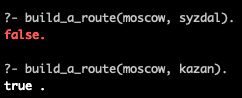 ?- build_a_route(moscow, syzdal).
false.
?- build_a_route(moscow, kazan).
true .